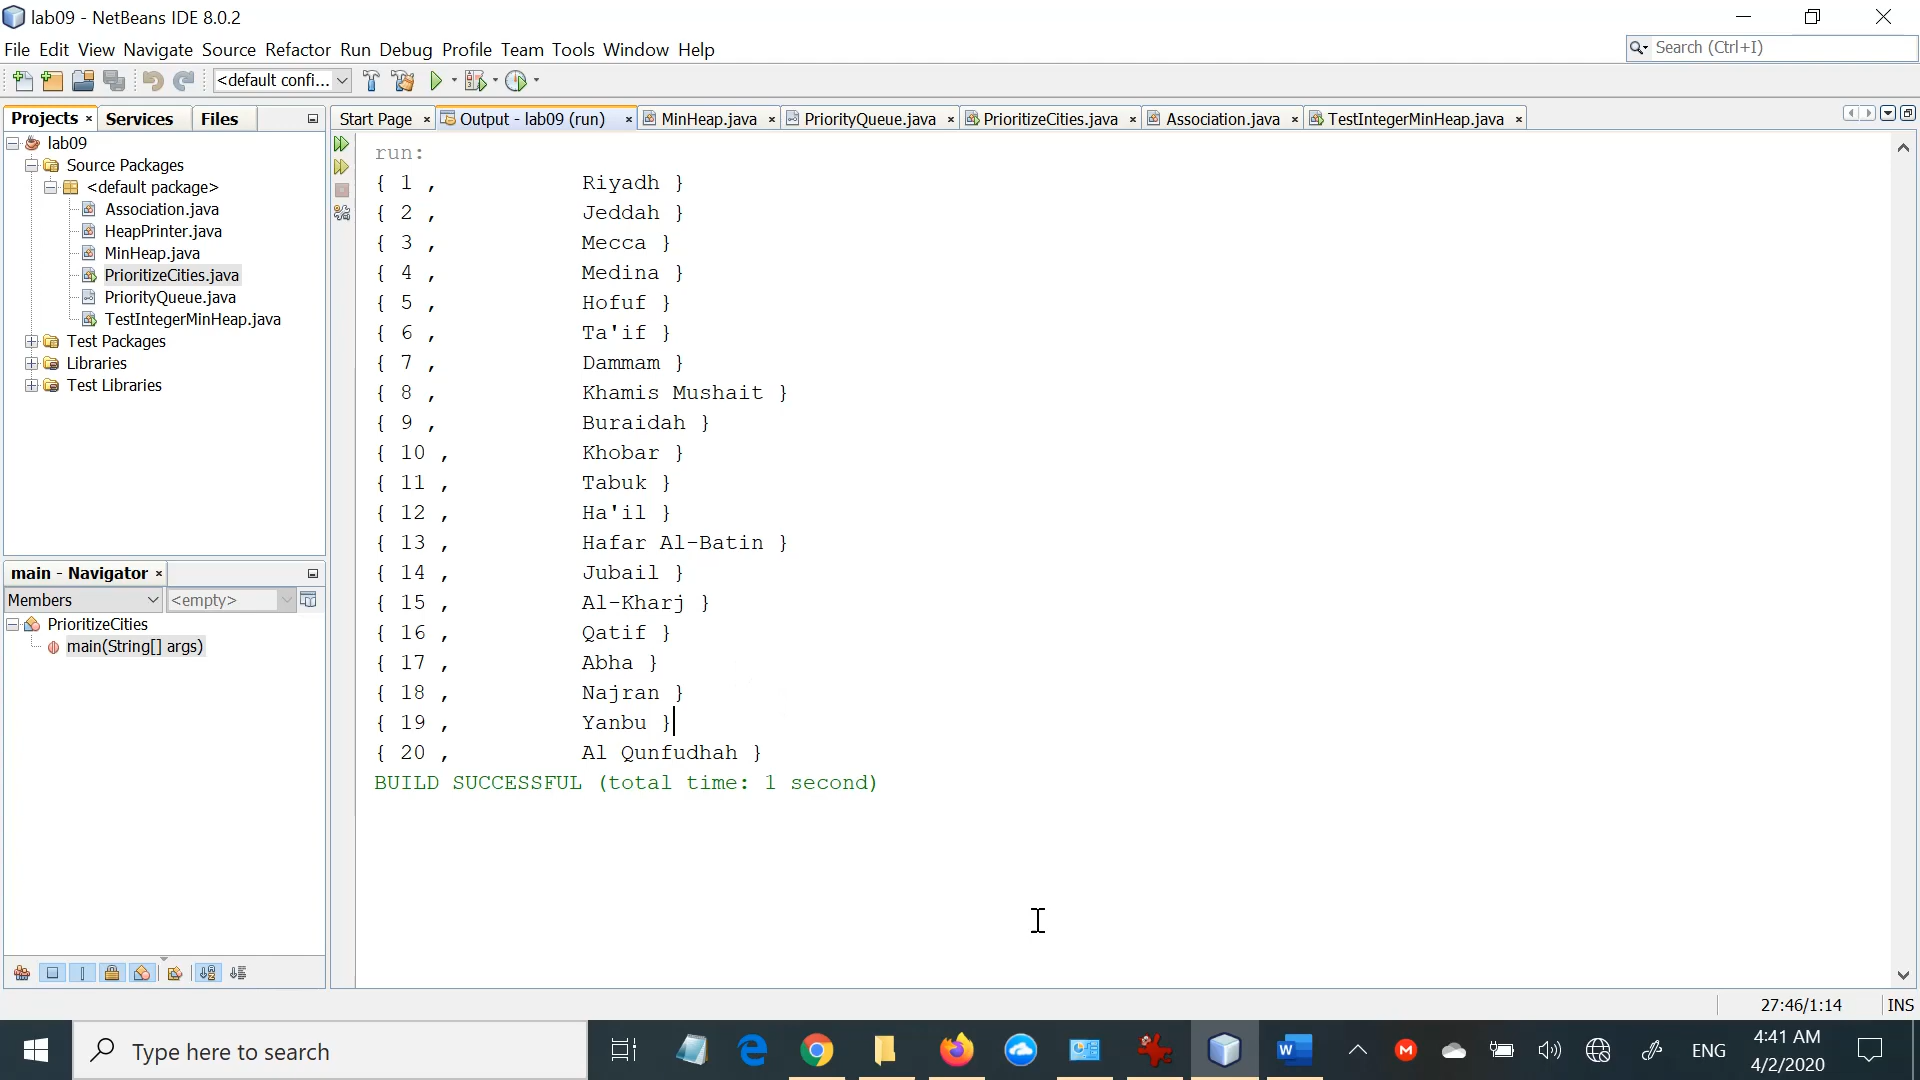 lab09 - NetBeans IDE 8.0.2
File Edit View Navigate Source Refactor Run Debug Profile Team Tools Window Help
Search (Ctrl+I)
<default confi...
Projects
Services
Files
Start Page
Output - lab09 (run)
MinHeap.java
PriorityQueue.java
PrioritizeCities.java
Association.java
TestIntegerMinHeap.java
lab09
Source Packages
<default package>
Association.java
HeapPrinter.java
MinHeap.java
PrioritizeCities.java
PriorityQueue.java
TestIntegerMinHeap.java
Test Packages
Libraries
Test Libraries
main - Navigator
Members
<empty>
PrioritizeCities
main(String[] args)
run:
{ 1 , Riyadh }
{ 2 , Jeddah }
{ 3 , Mecca }
{ 4 , Medina }
{ 5 , Hofuf }
{ 6 , Ta'if }
{ 7 , Dammam }
{ 8 , Khamis Mushait }
{ 9 , Buraidah }
{ 10 , Khobar }
{ 11 , Tabuk }
{ 12 , Ha'il }
{ 13 , Hafar Al-Batin }
{ 14 , Jubail }
{ 15 , Al-Kharj }
{ 16 , Qatif }
{ 17 , Abha }
{ 18 , Najran }
{ 19 , Yanbu }
{ 20 , Al Qunfudhah }
BUILD SUCCESSFUL (total time: 1 second)
27:46/1:14
INS
Type here to search
ENG
4:41 AM
4/2/2020